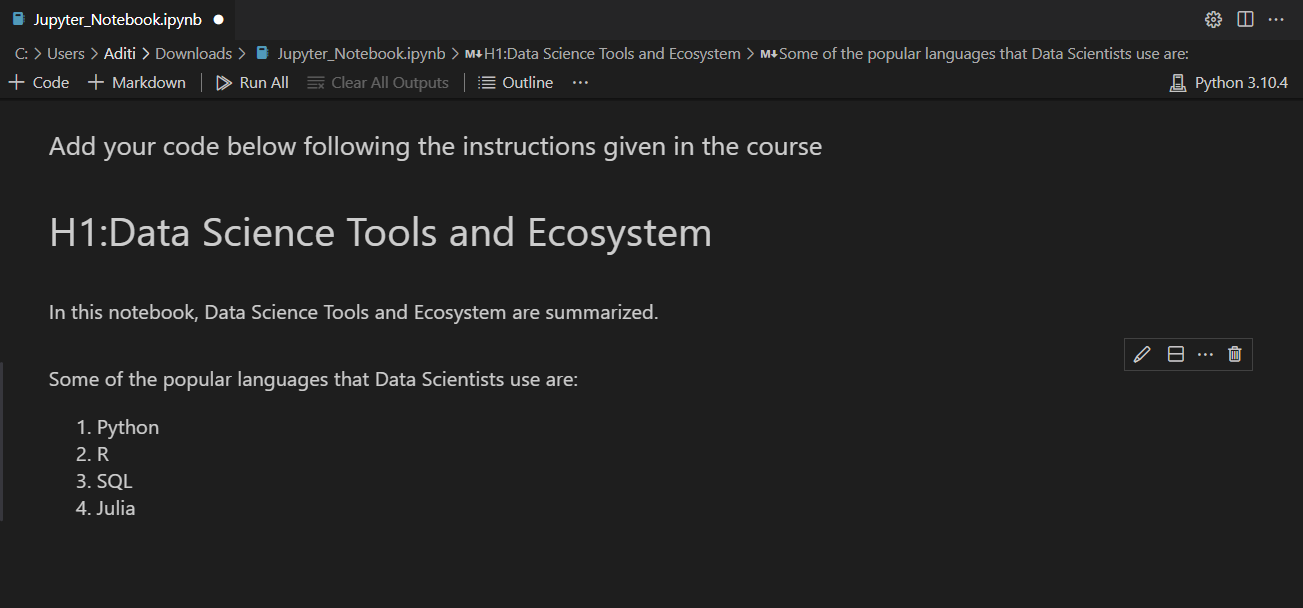 Jupyter_Notebook.ipynb
C: > Users > Aditi > Downloads > Jupyter_Notebook.ipynb > M↓H1:Data Science Tools and Ecosystem > M↓Some of the popular languages that Data Scientists use are:
+ Code + Markdown | Run All Clear All Outputs | Outline ... Python 3.10.4
Add your code below following the instructions given in the course
H1:Data Science Tools and Ecosystem
In this notebook, Data Science Tools and Ecosystem are summarized.
Some of the popular languages that Data Scientists use are:
1. Python
2. R
3. SQL
4. Julia